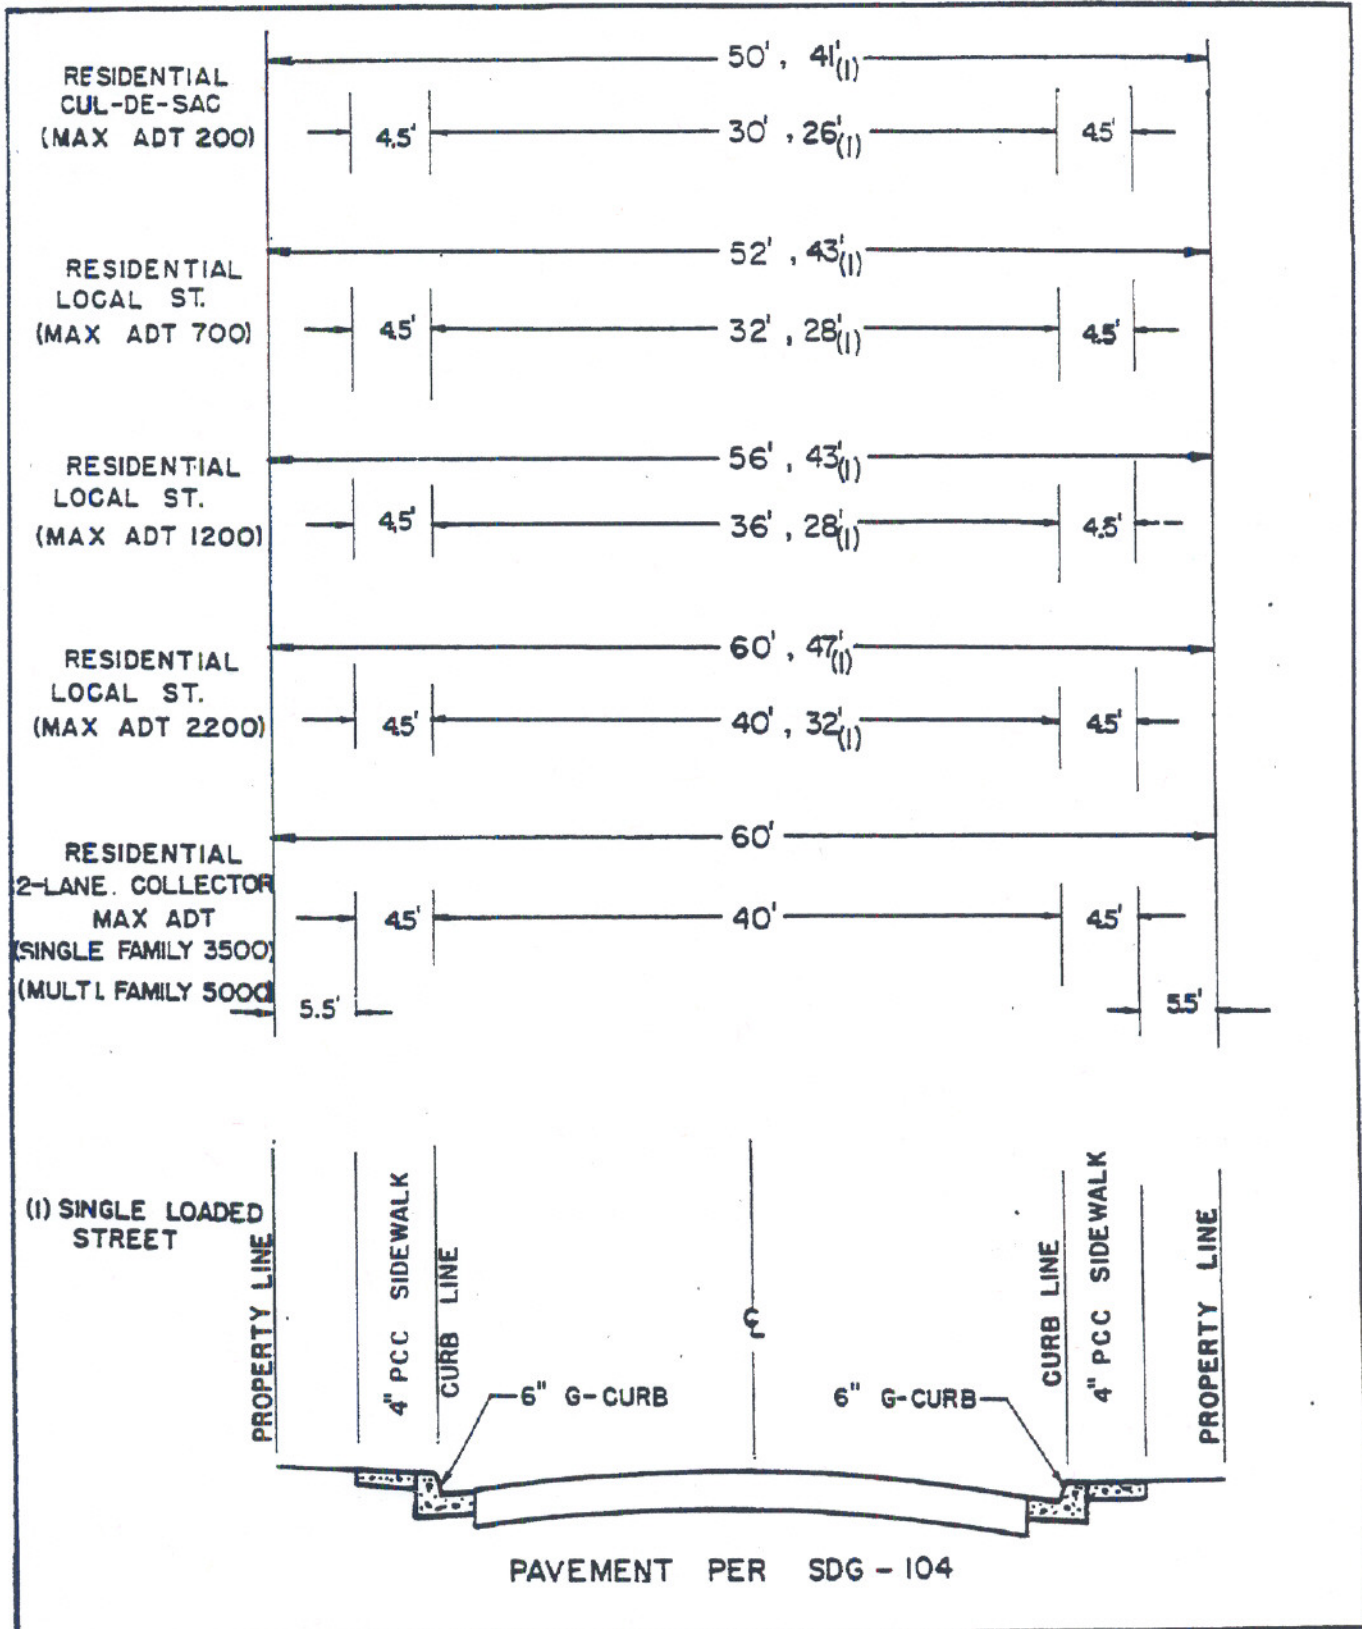 RESIDENTIAL
CUL-DE-SAC
(MAX ADT 200)
50', 41'(1)
4.5'
30', 26'(1)
4.5'
RESIDENTIAL
LOCAL ST.
(MAX ADT 700)
52', 43'(1)
4.5'
32', 28'(1)
4.5'
RESIDENTIAL
LOCAL ST.
(MAX ADT 1200)
56', 43'(1)
4.5'
36', 28'(1)
4.5'
RESIDENTIAL
LOCAL ST.
(MAX ADT 2200)
60', 47'(1)
4.5'
40', 32'(1)
4.5'
RESIDENTIAL
2-LANE. COLLECTOR
MAX ADT
(SINGLE FAMILY 3500)
(MULTI. FAMILY 5000)
60'
4.5'
40'
4.5'
5.5'
5.5'
(1) SINGLE LOADED
STREET
PROPERTY LINE
4" PCC SIDEWALK
CURB LINE
℄
CURB LINE
4" PCC SIDEWALK
PROPERTY LINE
6" G-CURB
6" G-CURB
PAVEMENT PER SDG - 104